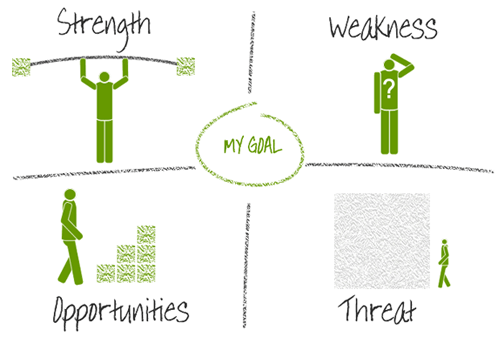 Strength
Weakness
?
MY GOAL
Opportunities
Threat